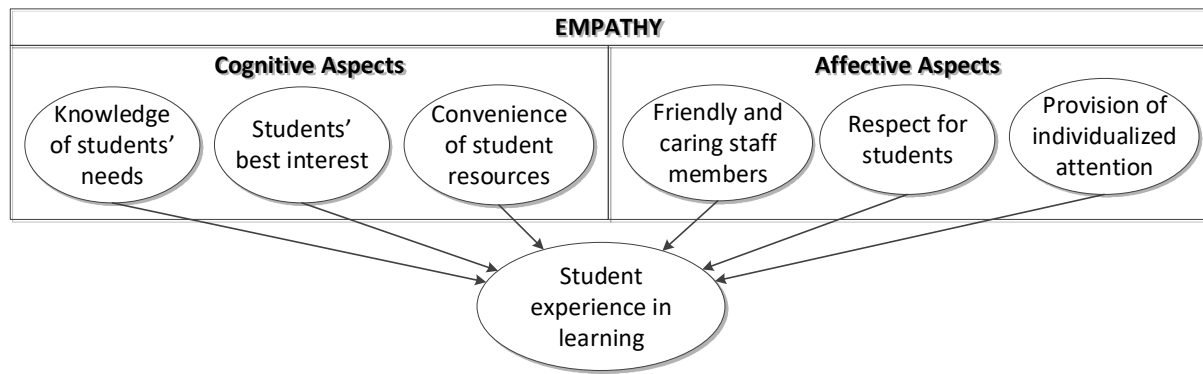 EMPATHY
Cognitive Aspects
Knowledge
of students’
needs
Students’
best interest
Convenience
of student
resources
Affective Aspects
Friendly and
caring staff
members
Respect for
students
Provision of
individualized
attention
Student
experience in
learning